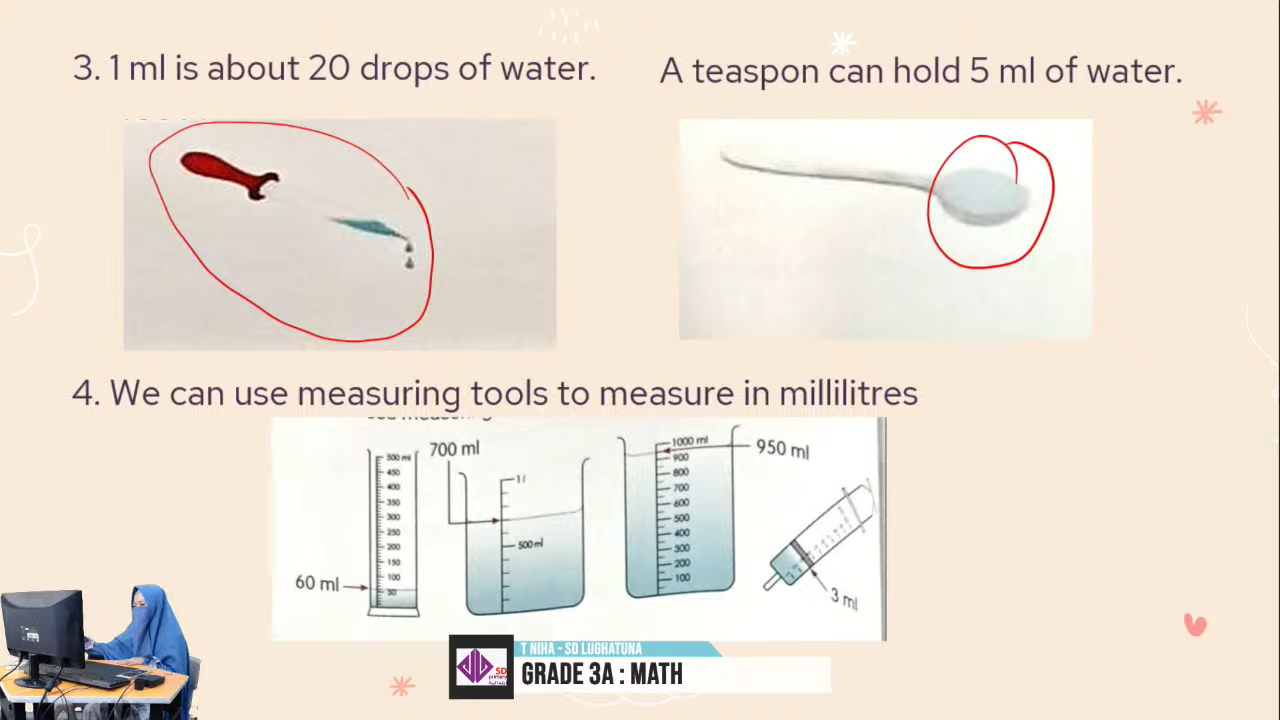 3. 1 ml is about 20 drops of water.
A teaspon can hold 5 ml of water.
4. We can use measuring tools to measure in millilitres
500 ml
450
400
350
300
250
200
150
100
50
60 ml
700 ml
1 l
500 ml
1000 ml
900
800
700
600
500
400
300
200
100
950 ml
3 ml
SD
primary
T NIHA - SD LUGHATUNA
GRADE 3A : MATH